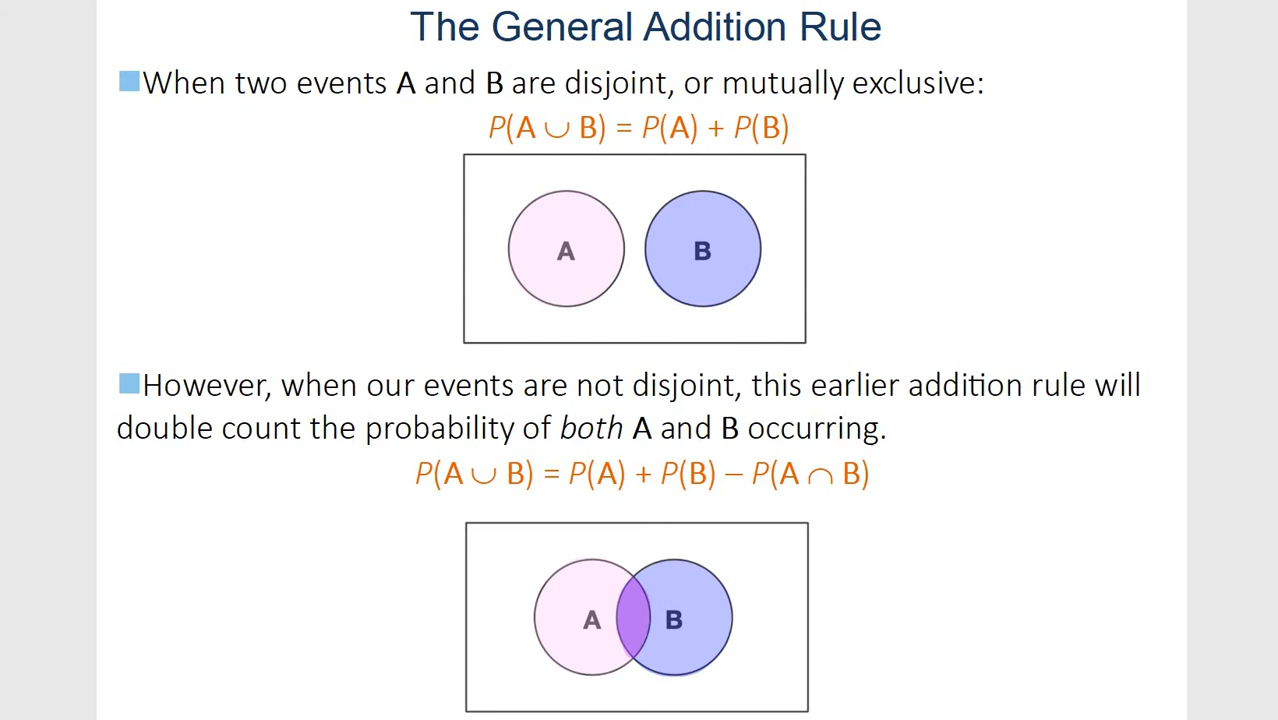 The General Addition Rule
When two events A and B are disjoint, or mutually exclusive:
P(A ∪ B) = P(A) + P(B)
A B
However, when our events are not disjoint, this earlier addition rule will
double count the probability of both A and B occurring.
P(A ∪ B) = P(A) + P(B) – P(A ∩ B)
A B